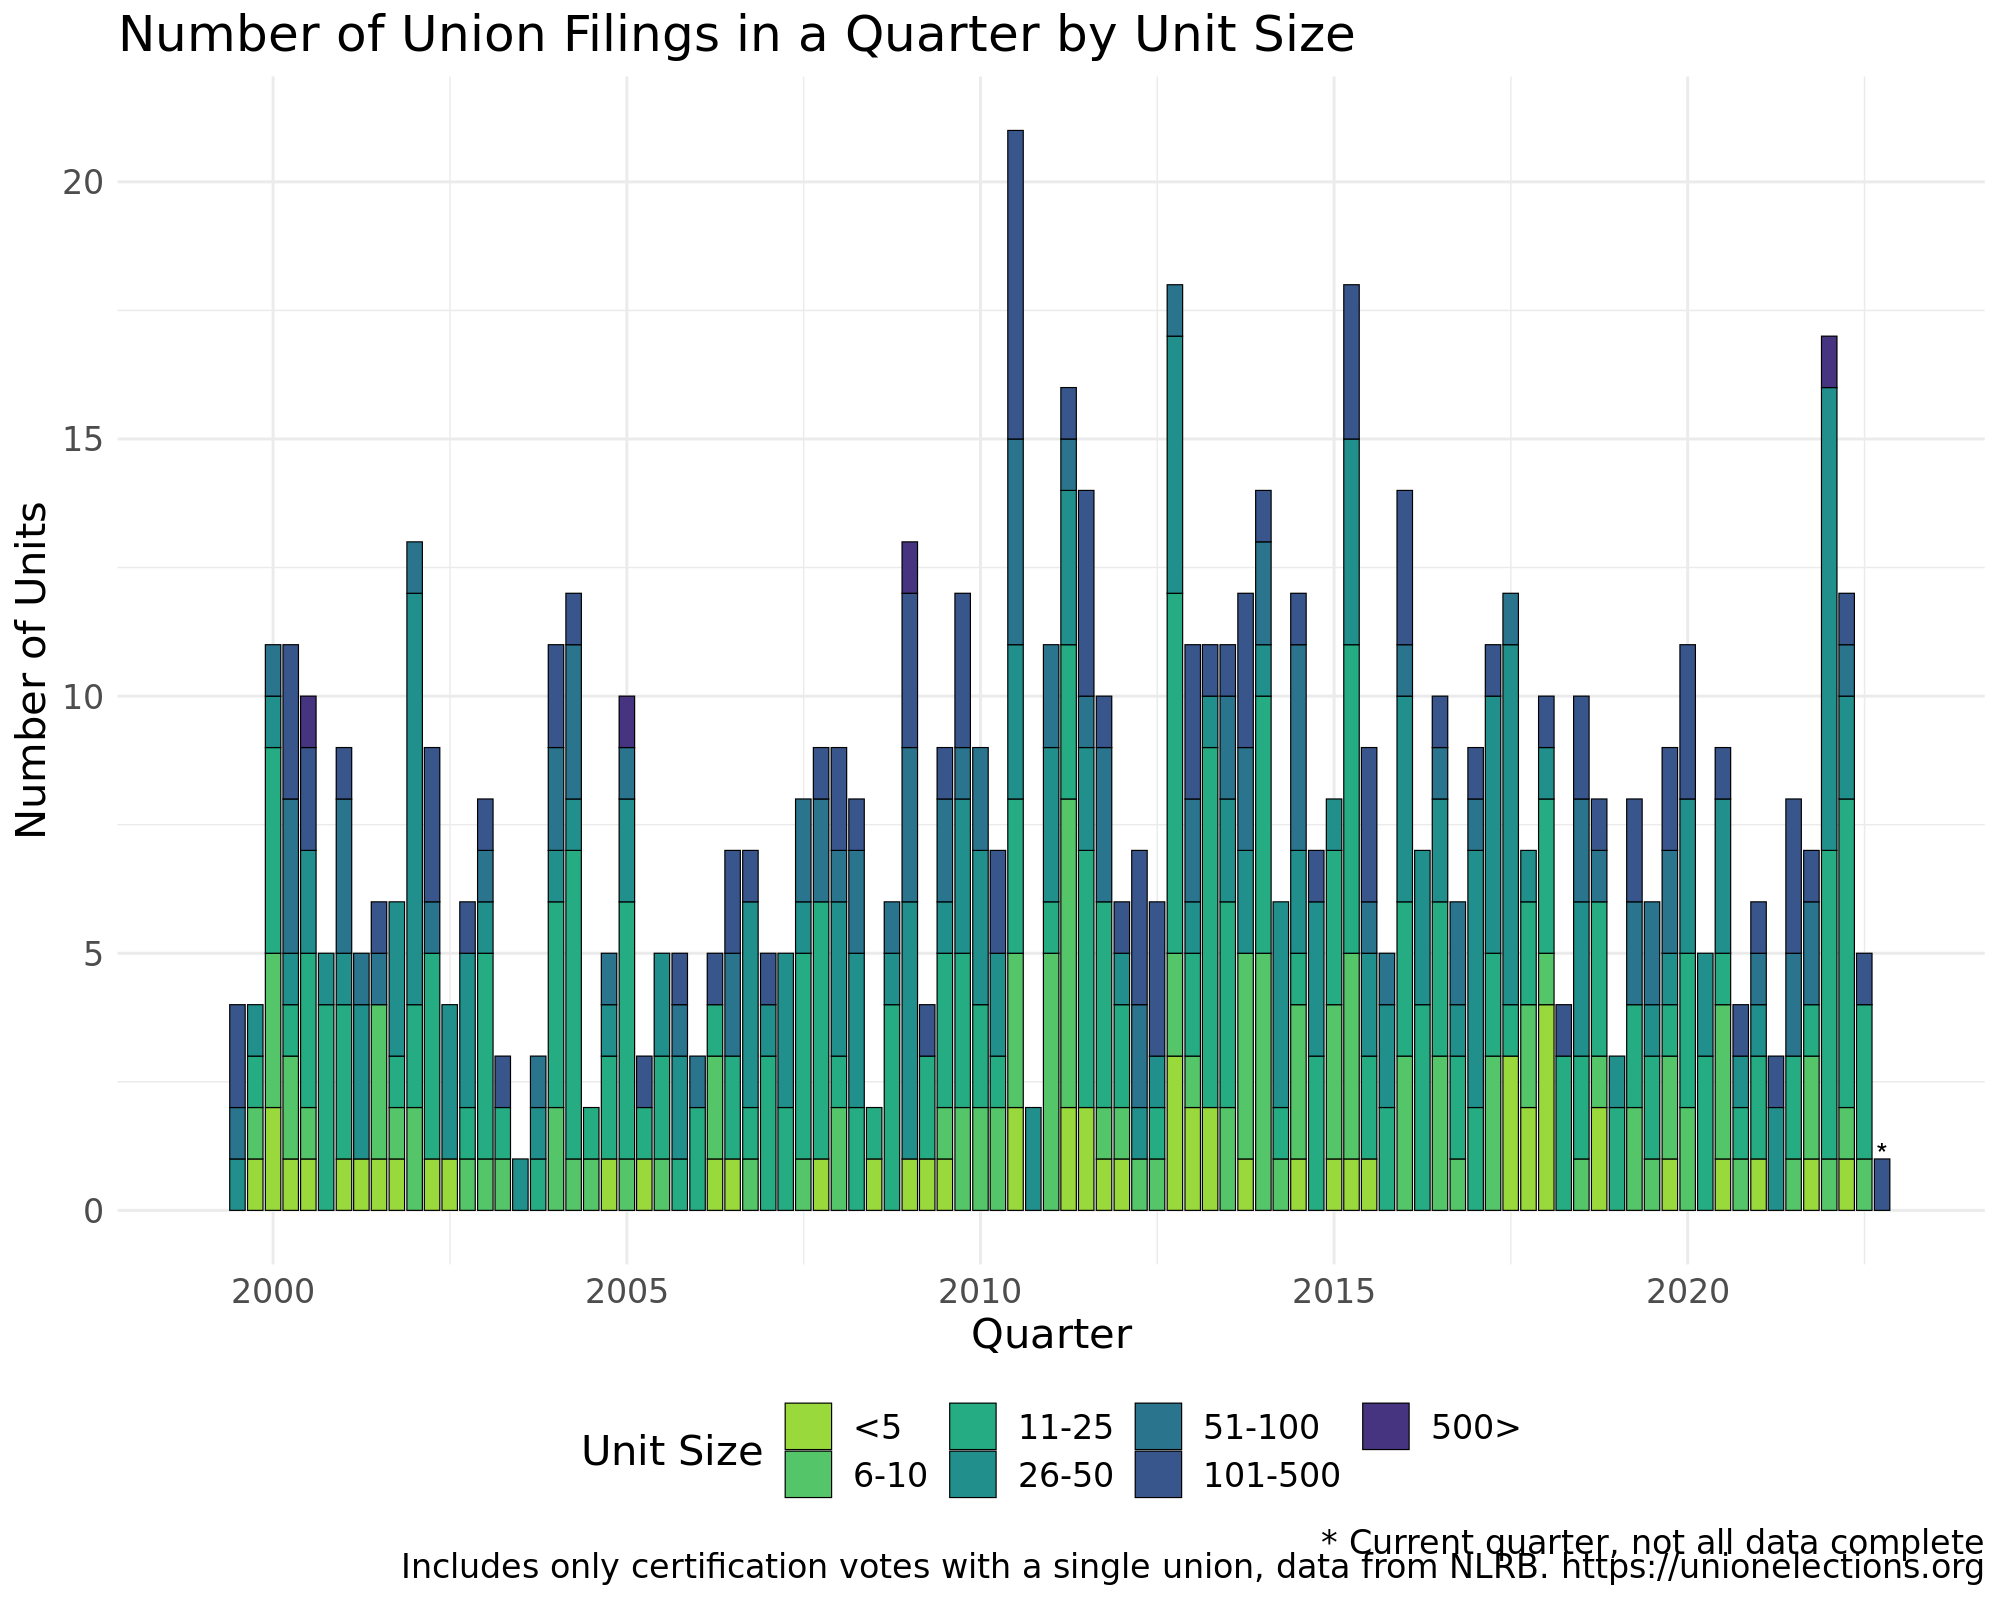 Number of Union Filings in a Quarter by Unit Size
Number of Units
20
15
10
5
0
*
2000 2005 2010 2015 2020
Quarter
Unit Size
<5 11-25 51-100 500>
6-10 26-50 101-500
* Current quarter, not all data complete
Includes only certification votes with a single union, data from NLRB. https://unionelections.org